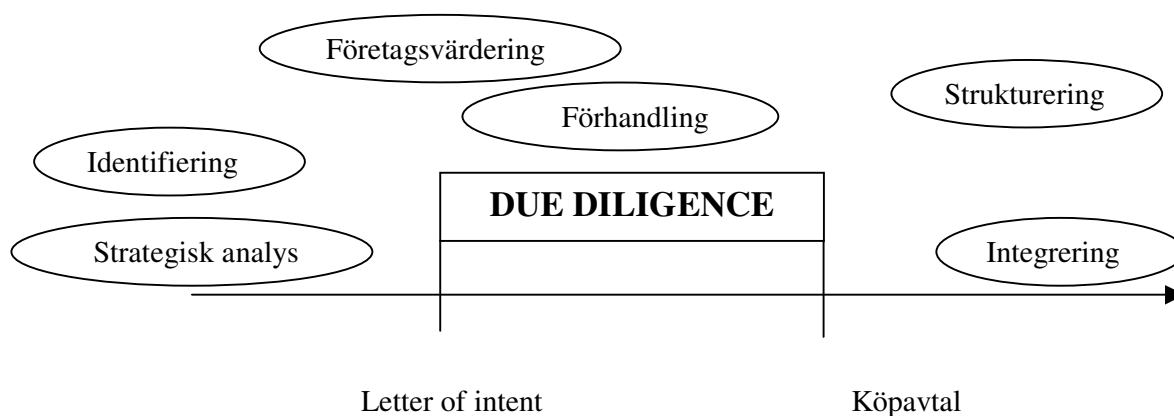 Företagsvärdering
Strukturering
Förhandling
Identifiering
DUE DILIGENCE
Strategisk analys
Integrering
Letter of intent
Köpavtal